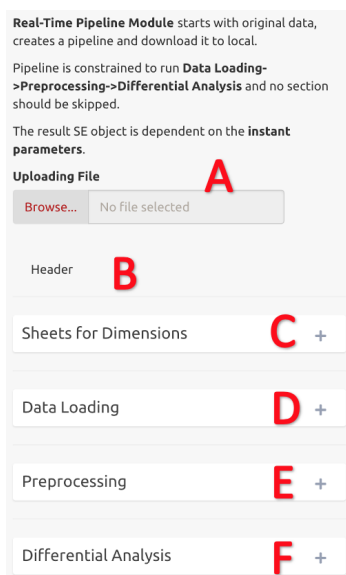 Real-Time Pipeline Module starts with original data,
creates a pipeline and download it to local.
Pipeline is constrained to run Data Loading-
>Preprocessing->Differential Analysis and no section
should be skipped.
The result SE object is dependent on the instant
parameters.
Uploading File
A
Browse... No file selected
Header B
Sheets for Dimensions C +
Data Loading D +
Preprocessing E +
Differential Analysis F +